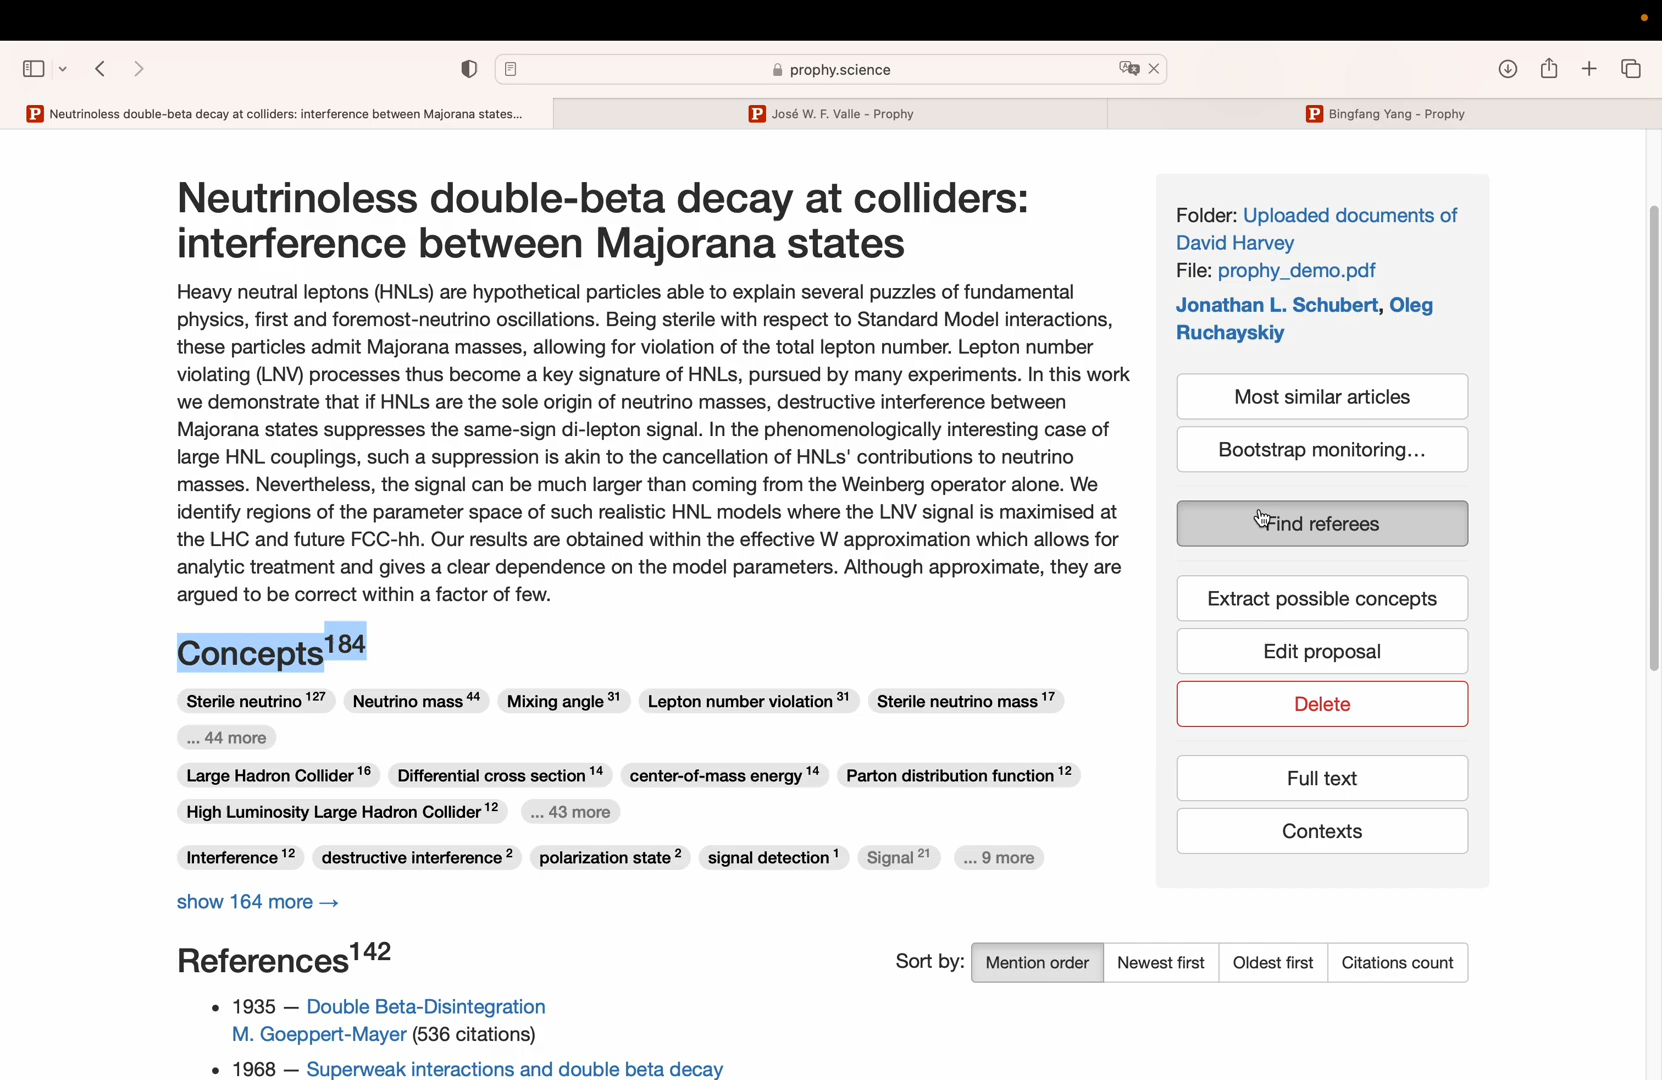 prophy.science
Neutrinoless double-beta decay at colliders: interference between Majorana states...
José W. F. Valle - Prophy
Bingfang Yang - Prophy
Neutrinoless double-beta decay at colliders:
interference between Majorana states
Heavy neutral leptons (HNLs) are hypothetical particles able to explain several puzzles of fundamental
physics, first and foremost-neutrino oscillations. Being sterile with respect to Standard Model interactions,
these particles admit Majorana masses, allowing for violation of the total lepton number. Lepton number
violating (LNV) processes thus become a key signature of HNLs, pursued by many experiments. In this work
we demonstrate that if HNLs are the sole origin of neutrino masses, destructive interference between
Majorana states suppresses the same-sign di-lepton signal. In the phenomenologically interesting case of
large HNL couplings, such a suppression is akin to the cancellation of HNLs' contributions to neutrino
masses. Nevertheless, the signal can be much larger than coming from the Weinberg operator alone. We
identify regions of the parameter space of such realistic HNL models where the LNV signal is maximised at
the LHC and future FCC-hh. Our results are obtained within the effective W approximation which allows for
analytic treatment and gives a clear dependence on the model parameters. Although approximate, they are
argued to be correct within a factor of few.
Concepts 184
Sterile neutrino 127 Neutrino mass 44 Mixing angle 31 Lepton number violation 31 Sterile neutrino mass 17
... 44 more
Large Hadron Collider 16 Differential cross section 14 center-of-mass energy 14 Parton distribution function 12
High Luminosity Large Hadron Collider 12 ... 43 more
Interference 12 destructive interference 2 polarization state 2 signal detection 1 Signal 21 ... 9 more
show 164 more →
References 142
Sort by: Mention order Newest first Oldest first Citations count
• 1935 — Double Beta-Disintegration
M. Goeppert-Mayer (536 citations)
• 1968 — Superweak interactions and double beta decay
Folder: Uploaded documents of
David Harvey
File: prophy_demo.pdf
Jonathan L. Schubert, Oleg
Ruchayskiy
Most similar articles
Bootstrap monitoring...
Find referees
Extract possible concepts
Edit proposal
Delete
Full text
Contexts